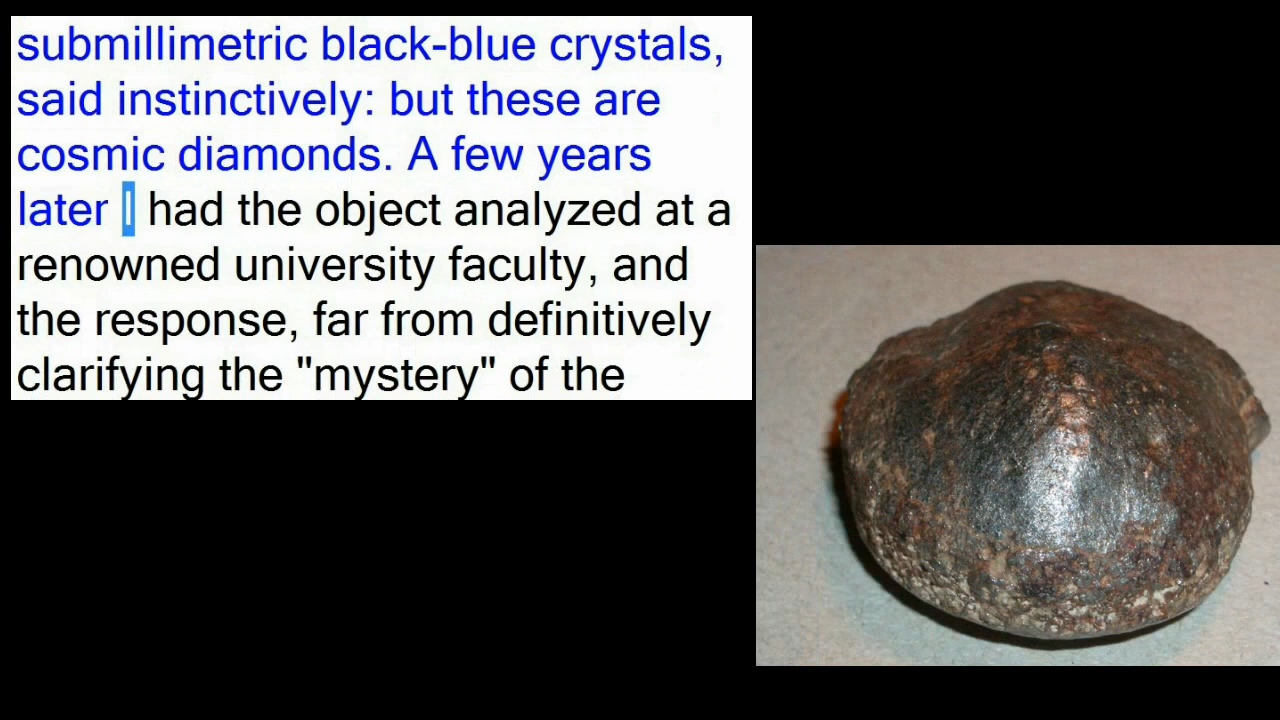 submillimetric black-blue crystals,
said instinctively: but these are
cosmic diamonds. A few years
later I had the object analyzed at a
renowned university faculty, and
the response, far from definitively
clarifying the "mystery" of the